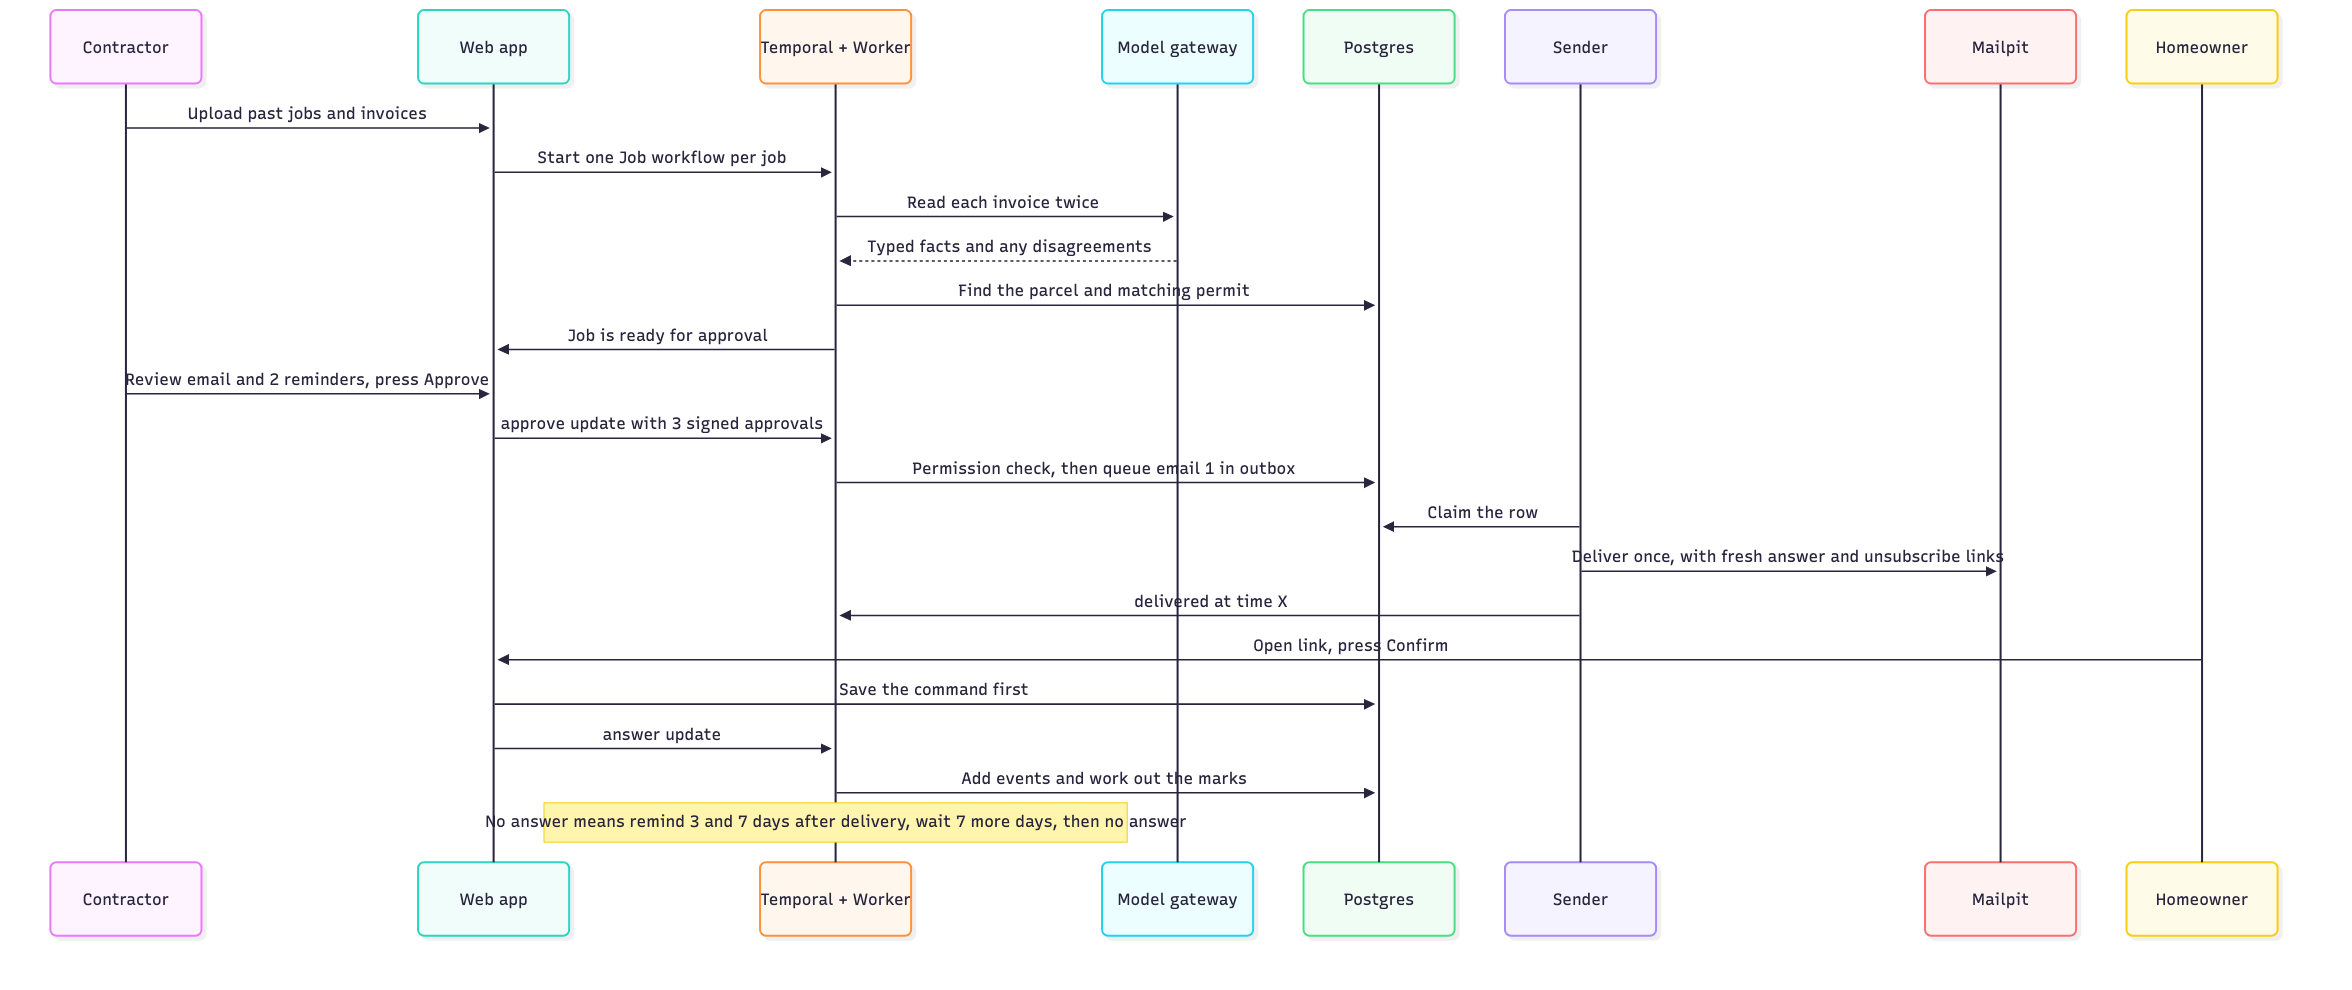 Contractor
Web app
Temporal + Worker
Model gateway
Postgres
Sender
Mailpit
Homeowner
Upload past jobs and invoices
Start one Job workflow per job
Read each invoice twice
Typed facts and any disagreements
Find the parcel and matching permit
Job is ready for approval
Review email and 2 reminders, press Approve
approve update with 3 signed approvals
Permission check, then queue email 1 in outbox
Claim the row
Deliver once, with fresh answer and unsubscribe links
delivered at time X
Open link, press Confirm
Save the command first
answer update
Add events and work out the marks
No answer means remind 3 and 7 days after delivery, wait 7 more days, then no answer
Contractor
Web app
Temporal + Worker
Model gateway
Postgres
Sender
Mailpit
Homeowner